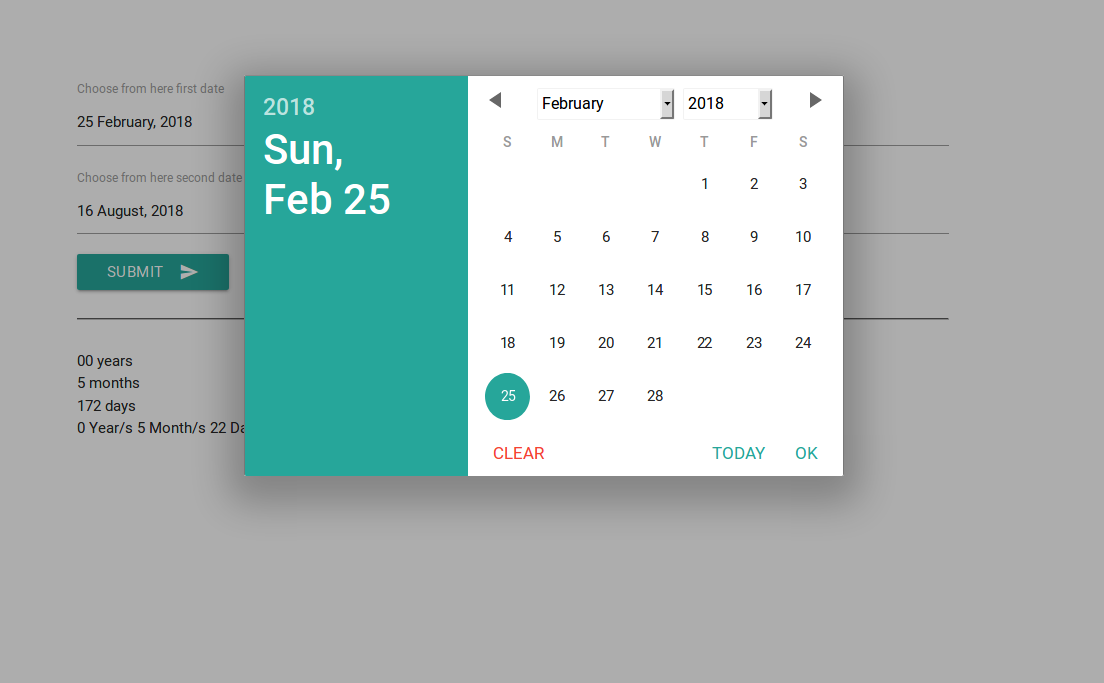 Choose from here first date
25 February, 2018
Choose from here second date
16 August, 2018
SUBMIT
00 years
5 months
172 days
0 Year/s 5 Month/s 22 Da
2018
Sun,
Feb 25
February 2018
S M T W T F S
1 2 3
4 5 6 7 8 9 10
11 12 13 14 15 16 17
18 19 20 21 22 23 24
25 26 27 28
CLEAR TODAY OK